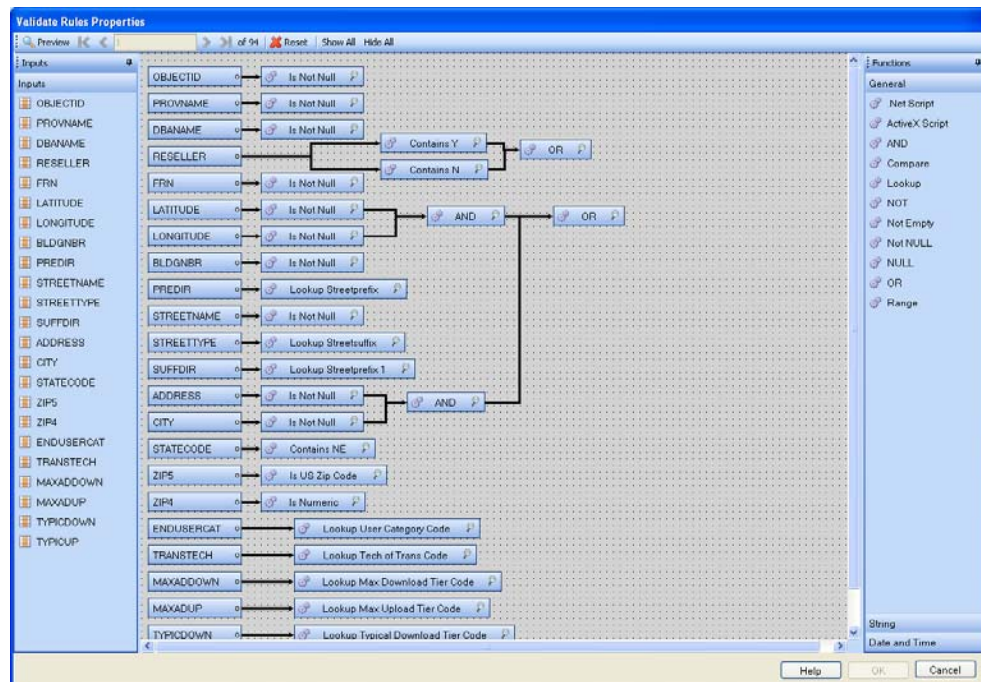 Validate Rules Properties
Preview 1 of 94 Reset Show All Hide All
Inputs
Inputs
OBJECTID
PROVNAME
DBANAME
RESELLER
FRN
LATITUDE
LONGITUDE
BLDGNBR
PREDIR
STREETNAME
STREETTYPE
SUFFDIR
ADDRESS
CITY
STATECODE
ZIP5
ZIP4
ENDUSERCAT
TRANSTECH
MAXADDOWN
MAXADUP
TYPICDOWN
TYPICUP
OBJECTID Is Not Null
PROVNAME Is Not Null
DBANAME Is Not Null
RESELLER Contains Y OR
Contains N
FRN Is Not Null
LATITUDE Is Not Null AND OR
LONGITUDE Is Not Null
BLDGNBR Is Not Null
PREDIR Lookup Streetprefix
STREETNAME Is Not Null
STREETTYPE Lookup Streetsuffix
SUFFDIR Lookup Streetprefix 1
ADDRESS Is Not Null AND
CITY Is Not Null
STATECODE Contains NE
ZIP5 Is US Zip Code
ZIP4 Is Numeric
ENDUSERCAT Lookup User Category Code
TRANSTECH Lookup Tech of Trans Code
MAXADDOWN Lookup Max Download Tier Code
MAXADUP Lookup Max Upload Tier Code
TYPICDOWN Lookup Typical Download Tier Code
Functions
General
.Net Script
ActiveX Script
AND
Compare
Lookup
NOT
Not Empty
Not NULL
NULL
OR
Range
String
Date and Time
Help OK Cancel